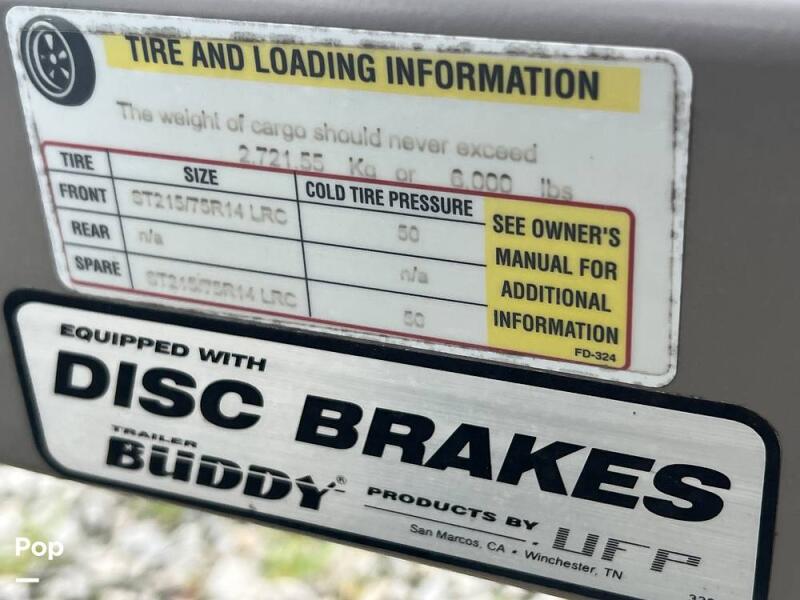 TIRE AND LOADING INFORMATION
The weight of cargo should never exceed
2,721.55 Kg or 6,000 lbs
TIRE SIZE COLD TIRE PRESSURE
FRONT ST215/75R14 LRC 50
REAR n/a n/a
SPARE ST215/75R14 LRC 50
SEE OWNER'S
MANUAL FOR
ADDITIONAL
INFORMATION
FD-324
EQUIPPED WITH
DISC BRAKES
TRAILER
BUDDY® PRODUCTS BY UFP
San Marcos, CA • Winchester, TN
Pop